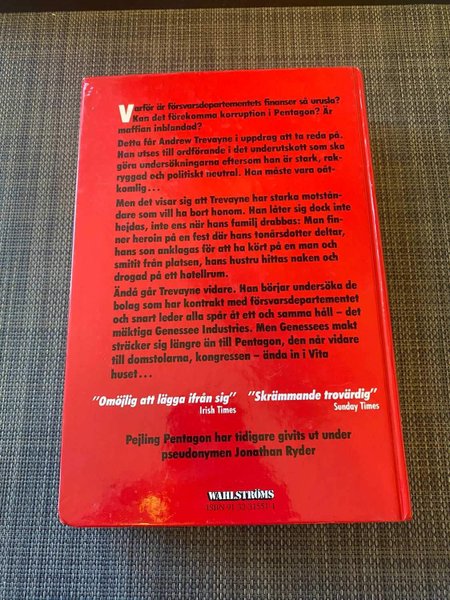 Varför är försvarsdepartementets finanser så urusla?
Kan det förekomma korruption i Pentagon? Är
maffian inblandad?
Detta får Andrew Trevayne i uppdrag att ta reda på.
Han utses till ordförande i det underutskott som ska
göra undersökningarna eftersom han är stark, rak-
ryggad och politiskt neutral. Han måste vara oåt-
komlig...
Men det visar sig att Trevayne har starka motstån-
dare som vill ha bort honom. Han låter sig dock inte
hejdas, inte ens när hans familj drabbas: Man fin-
ner heroin på en fest där hans tonårsdotter deltar,
hans son anklagas för att ha kört på en man och
smitit från platsen, hans hustru hittas naken och
drogad på ett hotellrum.
Ändå går Trevayne vidare. Han börjar undersöka de
bolag som har kontrakt med försvarsdepartementet
och snart leder alla spår åt ett och samma håll – det
mäktiga Genessee Industries. Men Genessees makt
sträcker sig längre än till Pentagon, den når vidare
till domstolarna, kongressen – ända in i Vita
huset...
"Omöjlig att lägga ifrån sig" "Skrämmande trovärdig"
Irish Times Sunday Times
Pejling Pentagon har tidigare givits ut under
pseudonymen Jonathan Ryder
WAHLSTRÖMS
ISBN 91-32-31551-1